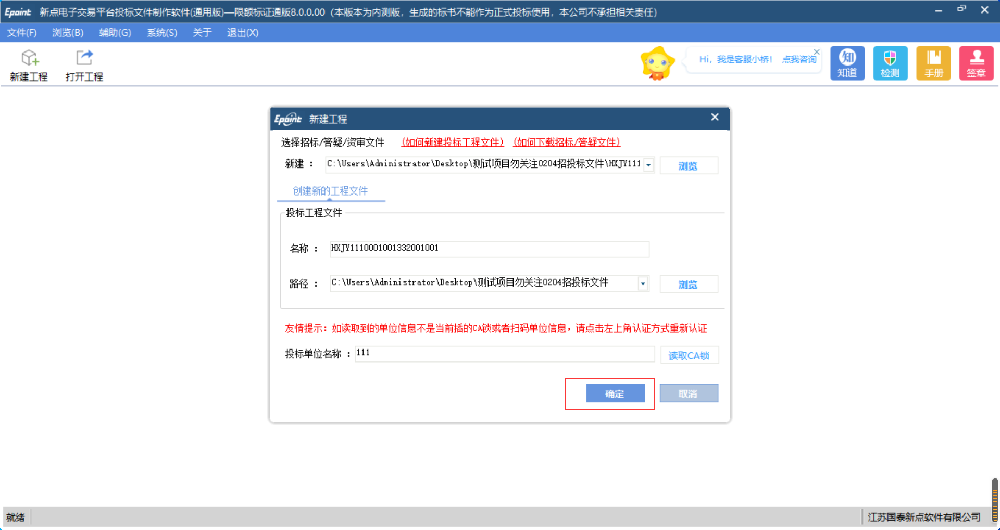 Epoint 新点电子交易平台投标文件制作软件(通用版)—限额标证通版8.0.0.00（本版本为内测版，生成的标书不能作为正式投标使用，本公司不承担相关责任)
文件(F) 浏览(B) 辅助(G) 系统(S) 关于 退出(X)
新建工程 打开工程
Hi，我是客服小桥！ 点我咨询
知
知道 检测 手册 签章
Epoint 新建工程
选择招标/答疑/资审文件 (如何新建投标工程文件) (如何下载招标/答疑文件)
新建： C:\Users\Administrator\Desktop\测试项目勿关注0204招投标文件\HXJY111 浏览
创建新的工程文件
投标工程文件
名称： HXJY1110001001332001001
路径： C:\Users\Administrator\Desktop\测试项目勿关注0204招投标文件 浏览
友情提示：如读取到的单位信息不是当前插的CA锁或者扫码单位信息，请点击左上角认证方式重新认证
投标单位名称： 111 读取CA锁
确定 取消
就绪 江苏国泰新点软件有限公司